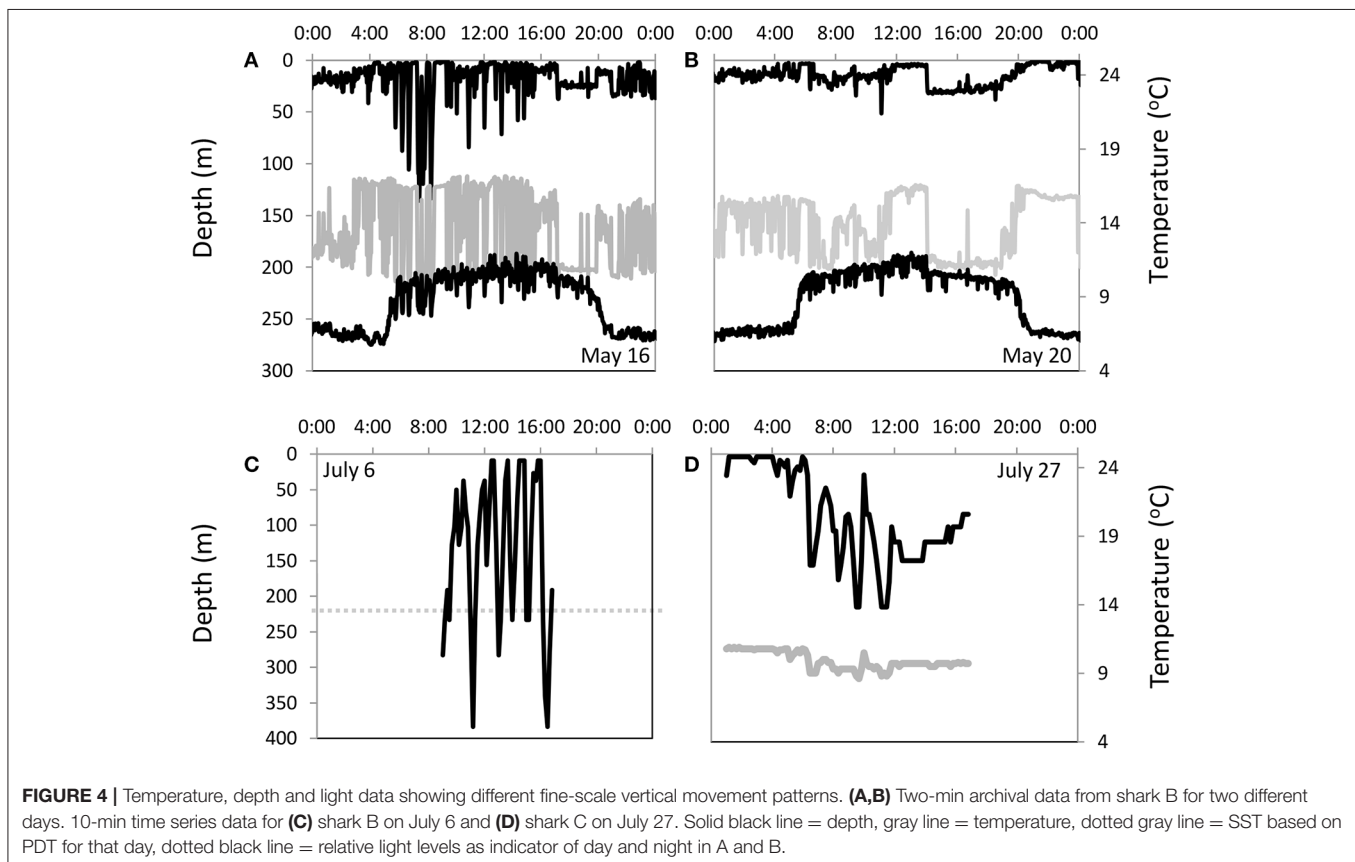 0:00 4:00 8:00 12:00 16:00 20:00 0:00
0:00 4:00 8:00 12:00 16:00 20:00 0:00
A
B
0
50
100
150
200
250
300
Depth (m)
May 16
May 20
24
19
14
9
4
Temperature (°C)
0:00 4:00 8:00 12:00 16:00 20:00 0:00
0:00 4:00 8:00 12:00 16:00 20:00 0:00
C
July 6
D
July 27
0
50
100
150
200
250
300
350
400
Depth (m)
24
19
14
9
4
Temperature (°C)
FIGURE 4 | Temperature, depth and light data showing different fine-scale vertical movement patterns. (A,B) Two-min archival data from shark B for two different
days. 10-min time series data for (C) shark B on July 6 and (D) shark C on July 27. Solid black line = depth, gray line = temperature, dotted gray line = SST based on
PDT for that day, dotted black line = relative light levels as indicator of day and night in A and B.